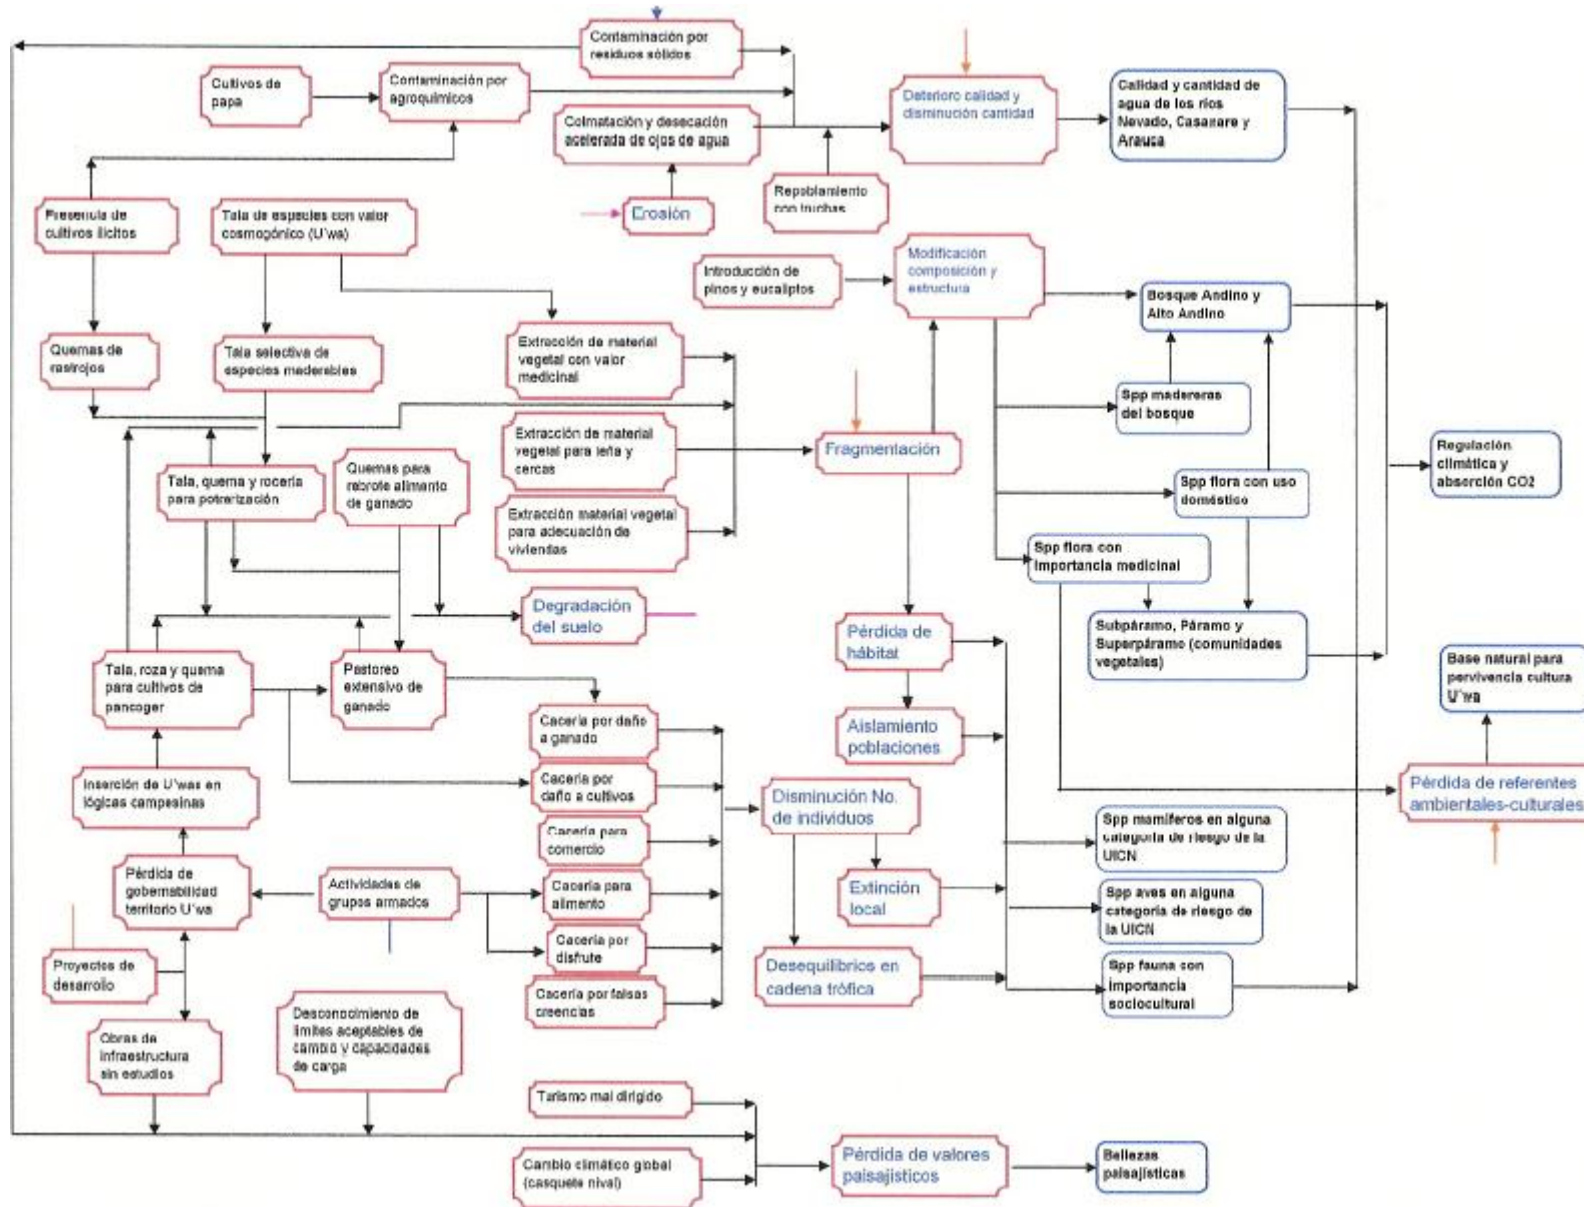 Contaminación por
residuos sólidos
Cultivos de
papa
Contaminación por
agroquímicos
Colmatación y desecación
acelerada de ojos de agua
Deterioro calidad y
disminución cantidad
Calidad y cantidad de
agua de los ríos
Nevado, Casanare y
Arauca
Repoblamiento
con truchas
Erosión
Presencia de
cultivos ilícitos
Tala de especies con valor
cosmogónico (U'wa)
Introducción de
pinos y eucaliptos
Modificación
composición y
estructura
Bosque Andino y
Alto Andino
Quemas de
rastrojos
Tala selectiva de
especies maderables
Extracción de material
vegetal con valor
medicinal
Spp madereras
del bosque
Extracción de material
vegetal para leña y
cercas
Fragmentación
Regulación
climática y
absorción CO2
Tala, quema y rocería
para potrerización
Quemas para
rebrote alimento
de ganado
Spp flora con uso
doméstico
Extracción material vegetal
para adecuación de
viviendas
Spp flora con
importancia medicinal
Degradación
del suelo
Pérdida de
hábitat
Subpáramo, Páramo y
Superpáramo (comunidades
vegetales)
Tala, roza y quema
para cultivos de
pancoger
Pastoreo
extensivo de
ganado
Base natural para
pervivencia cultura
U'wa
Cacería por daño
a ganado
Aislamiento
poblaciones
Inserción de U'was en
lógicas campesinas
Cacería por
daño a cultivos
Disminución No.
de individuos
Pérdida de referentes
ambientales-culturales
Cacería para
comercio
Spp mamíferos en alguna
categoría de riesgo de la
UICN
Pérdida de
gobernabilidad
territorio U'wa
Actividades de
grupos armados
Cacería para
alimento
Extinción
local
Spp aves en alguna
categoría de riesgo de
la UICN
Cacería por
disfrute
Proyectos de
desarrollo
Desequilibrios en
cadena trófica
Spp fauna con
importancia
sociocultural
Cacería por falsas
creencias
Desconocimiento de
límites aceptables de
cambio y capacidades
de carga
Obras de
infraestructura
sin estudios
Turismo mal dirigido
Cambio climático global
(casquete nival)
Pérdida de valores
paisajísticos
Bellezas
paisajísticas